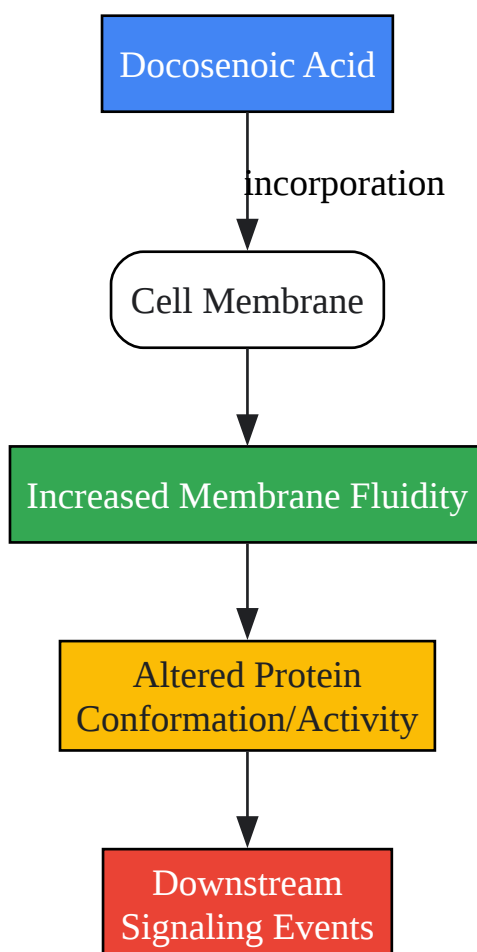 Docosenoic Acid
incorporation
Cell Membrane
Increased Membrane Fluidity
Altered Protein
Conformation/Activity
Downstream
Signaling Events